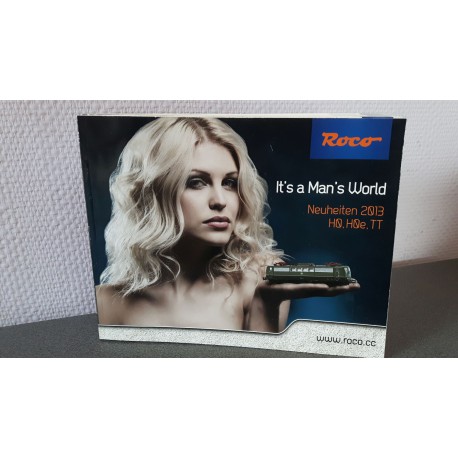 Roco
It's a Man's World
Neuheiten 2013
H0, H0e, TT
www.roco.cc